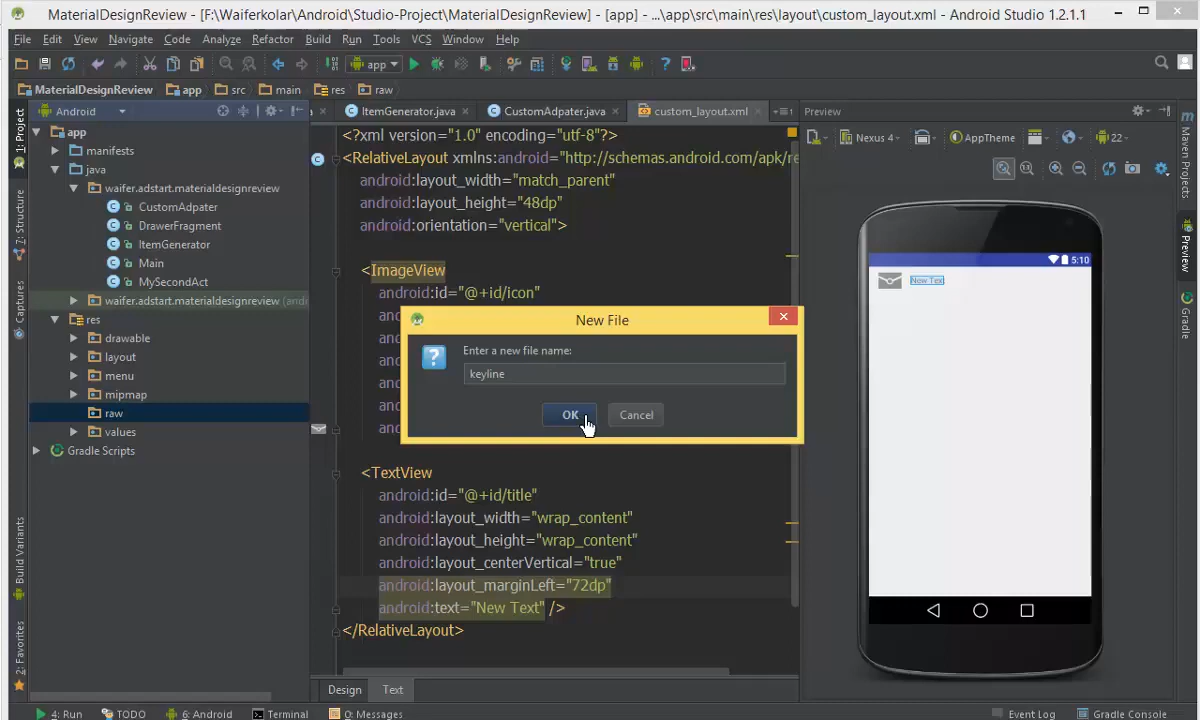 MaterialDesignReview - [F:\Waiferkolar\Android\Studio-Project\MaterialDesignReview] - [app] - ...\app\src\main\res\layout\custom_layout.xml - Android Studio 1.2.1.1
File Edit View Navigate Code Analyze Refactor Build Run Tools VCS Window Help
app
MaterialDesignReview app src main res raw
Android
ItemGenerator.java CustomAdpater.java custom_layout.xml
Preview
Nexus 4 AppTheme 22
1: Project
7: Structure
Captures
Build Variants
2: Favorites
app
manifests
java
waifer.adstart.materialdesignreview
CustomAdpater
DrawerFragment
ItemGenerator
Main
MySecondAct
waifer.adstart.materialdesignreview (and
res
drawable
layout
menu
mipmap
raw
values
Gradle Scripts
<?xml version="1.0" encoding="utf-8"?>
<RelativeLayout xmlns:android="http://schemas.android.com/apk/re
android:layout_width="match_parent"
android:layout_height="48dp"
android:orientation="vertical">
<ImageView
android:id="@+id/icon"
an
an
an
an
an
an
New File
Enter a new file name:
keyline
OK
Cancel
<TextView
android:id="@+id/title"
android:layout_width="wrap_content"
android:layout_height="wrap_content"
android:layout_centerVertical="true"
android:layout_marginLeft="72dp"
android:text="New Text" />
</RelativeLayout>
Design Text
5:10
New Text
Maven Projects
Preview
Gradle
4: Run TODO 6: Android Terminal 0: Messages Event Log Gradle Console